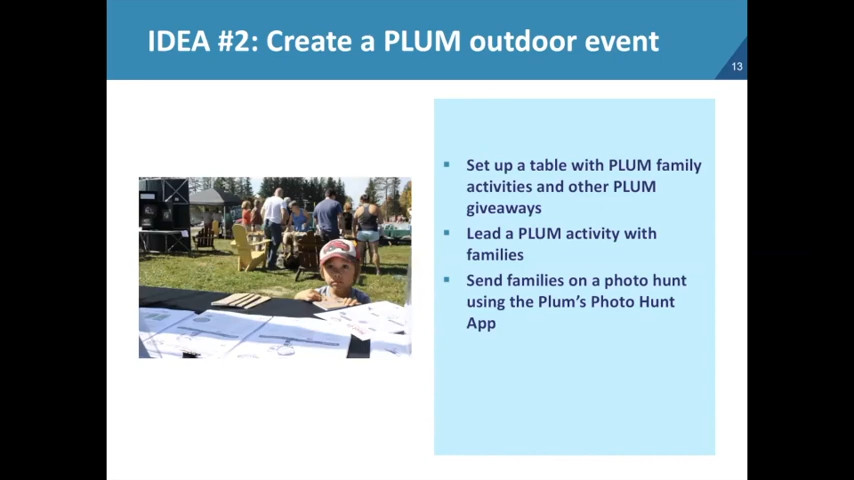 IDEA #2: Create a PLUM outdoor event
13
Set up a table with PLUM family
activities and other PLUM
giveaways
Lead a PLUM activity with
families
Send families on a photo hunt
using the Plum's Photo Hunt
App